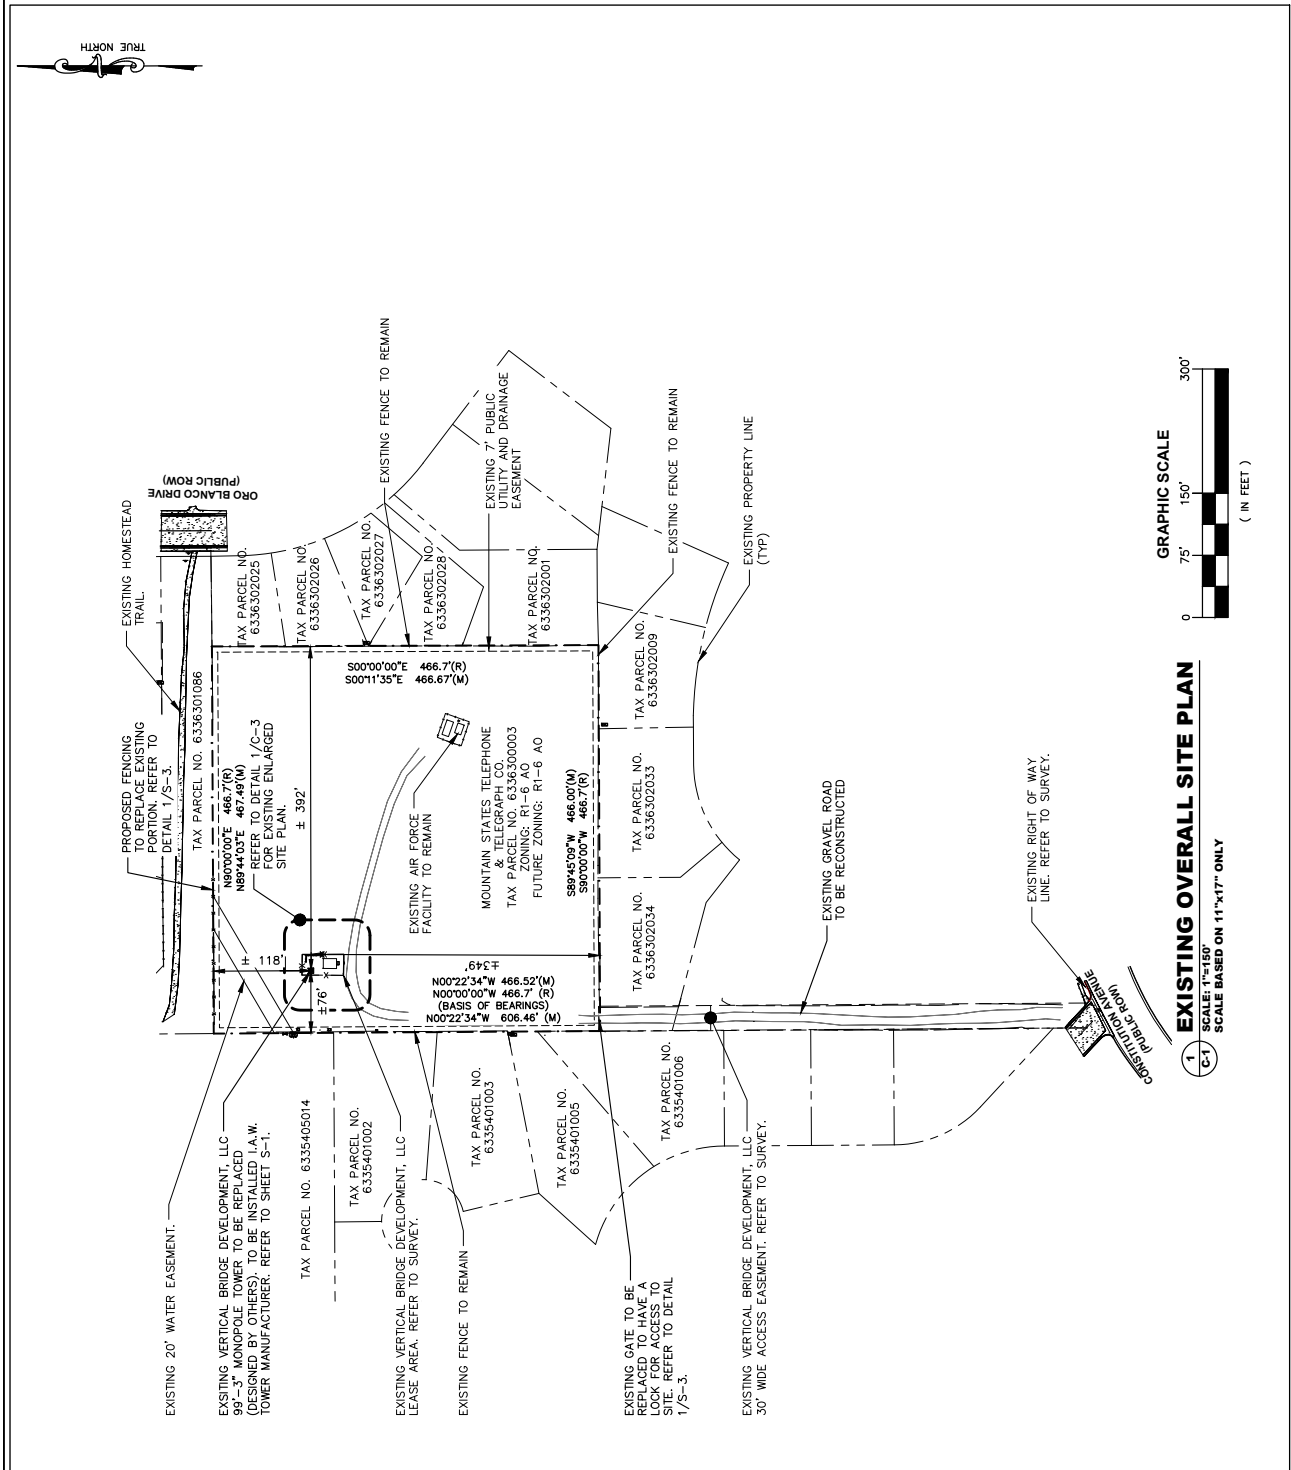 TRUE NORTH
EXISTING HOMESTEAD
TRAIL.
ORO BLANCO DRIVE
(PUBLIC ROW)
PROPOSED FENCING
TO REPLACE EXISTING
PORTION. REFER TO
DETAIL 1/S-3.
TAX PARCEL NO. 6336301086
N90°00'00"E 466.7'(R)
N89°44'03"E 467.49'(M)
REFER TO DETAIL 1/C-3
FOR EXISTING ENLARGED
SITE PLAN.
± 392'
± 118'
±76'
±349'
S00°00'00"E 466.7'(R)
S00°11'35"E 466.67'(M)
TAX PARCEL NO.
6336302025
TAX PARCEL NO.
6336302026
TAX PARCEL NO.
6336302027
TAX PARCEL NO.
6336302028
TAX PARCEL NO.
6336302001
EXISTING FENCE TO REMAIN
EXISTING 7' PUBLIC
UTILITY AND DRAINAGE
EASEMENT
EXISTING FENCE TO REMAIN
EXISTING PROPERTY LINE
(TYP)
EXISTING AIR FORCE
FACILITY TO REMAIN
MOUNTAIN STATES TELEPHONE
& TELEGRAPH CO.
TAX PARCEL NO. 6336300003
ZONING: R1-6 AO
FUTURE ZONING: R1-6 AO
S89°45'09"W 466.00'(M)
S90°00'00"W 466.7'(R)
N00°22'34"W 466.52'(M)
N00°00'00"W 466.7' (R)
(BASIS OF BEARINGS)
N00°22'34"W 606.46' (M)
TAX PARCEL NO.
6336302009
TAX PARCEL NO.
6336302033
TAX PARCEL NO.
6336302034
EXISTING GRAVEL ROAD
TO BE RECONSTRUCTED
EXISTING RIGHT OF WAY
LINE. REFER TO SURVEY.
CONSTITUTION AVENUE
(PUBLIC ROW)
EXISTING 20' WATER EASEMENT.
EXSITING VERTICAL BRIDGE DEVELOPMENT, LLC
99'-3" MONOPOLE TOWER TO BE REPLACED
(DESIGNED BY OTHERS). TO BE INSTALLED I.A.W.
TOWER MANUFACTURER. REFER TO SHEET S-1.
TAX PARCEL NO. 6335405014
TAX PARCEL NO.
6335401002
EXISTING VERTICAL BRIDGE DEVELOPMENT, LLC
LEASE AREA. REFER TO SURVEY.
EXISTING FENCE TO REMAIN
TAX PARCEL NO.
6335401003
TAX PARCEL NO.
6335401005
TAX PARCEL NO.
6335401006
EXISTING GATE TO BE
REPLACED TO HAVE A
LOCK FOR ACCESS TO
SITE. REFER TO DETAIL
1/S-3.
EXISTING VERTICAL BRIDGE DEVELOPMENT, LLC
30' WIDE ACCESS EASEMENT. REFER TO SURVEY.
1
C-1
EXISTING OVERALL SITE PLAN
SCALE: 1"=150'
SCALE BASED ON 11"x17" ONLY
GRAPHIC SCALE
0
75'
150'
300'
( IN FEET )